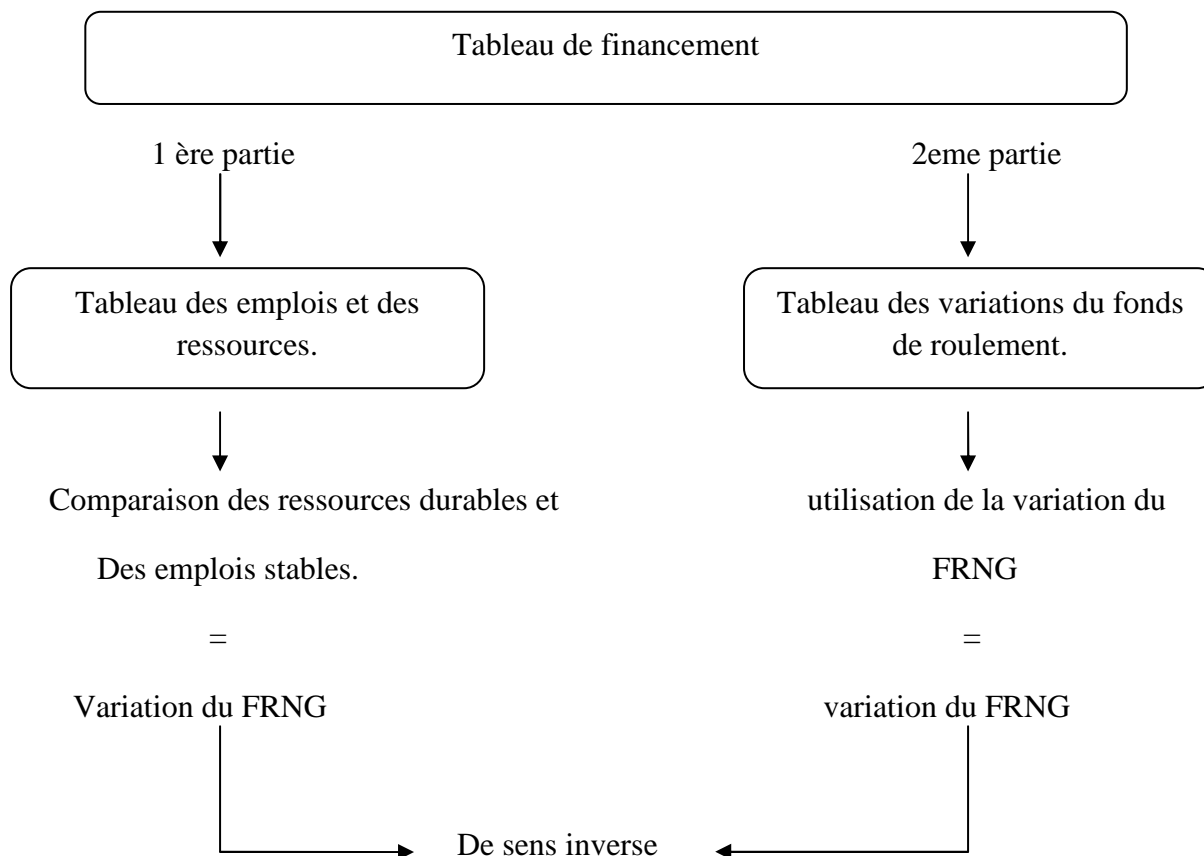 Tableau de financement
1 ère partie
2eme partie
Tableau des emplois et des
ressources.
Tableau des variations du fonds
de roulement.
Comparaison des ressources durables et
Des emplois stables.
=
Variation du FRNG
utilisation de la variation du
FRNG
=
variation du FRNG
De sens inverse